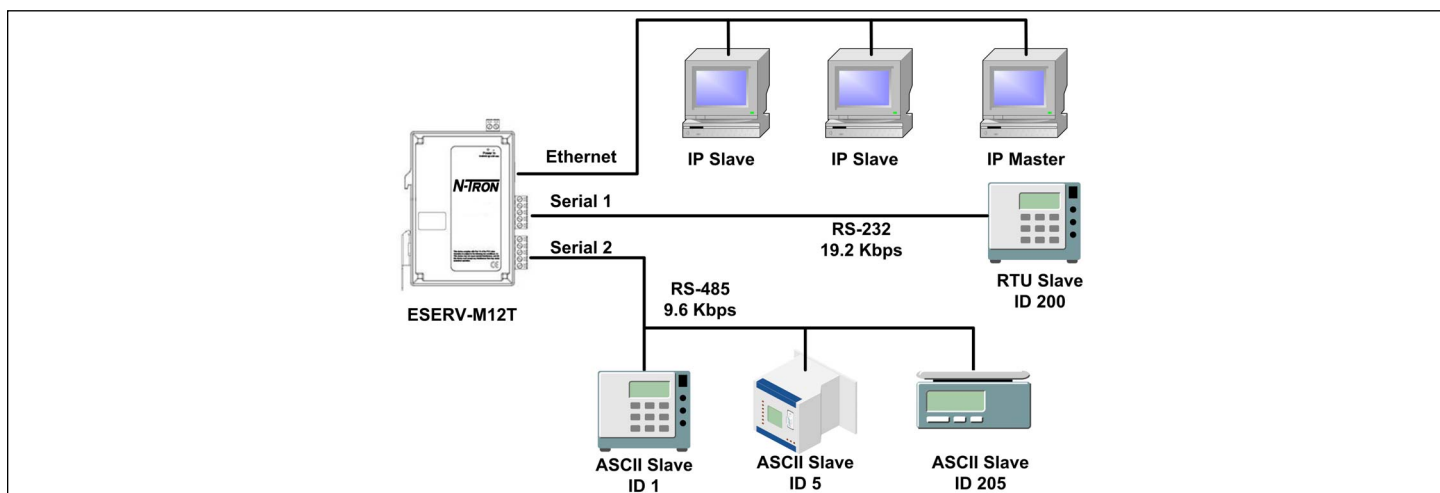 IP Slave
IP Slave
IP Master
Ethernet
N-TRON
Serial 1
RS-232
19.2 Kbps
Serial 2
RTU Slave
ID 200
RS-485
9.6 Kbps
ESERV-M12T
ASCII Slave
ID 1
ASCII Slave
ID 5
ASCII Slave
ID 205